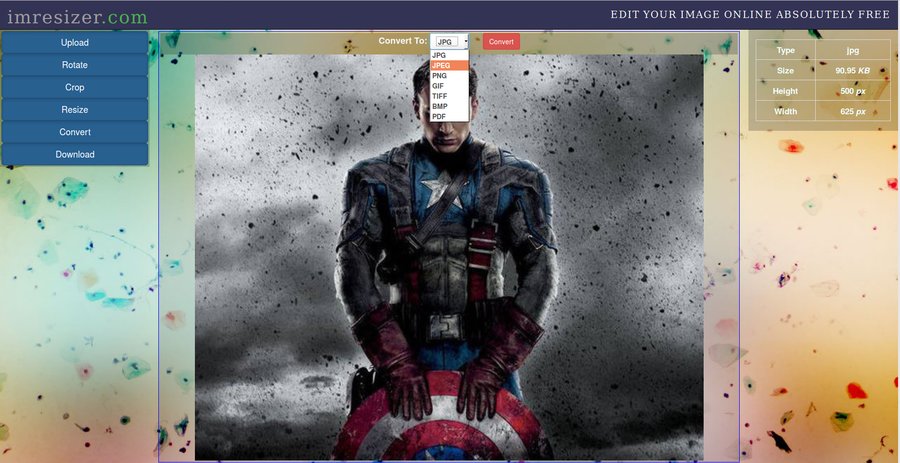 imresizer.com
EDIT YOUR IMAGE ONLINE ABSOLUTELY FREE
Upload
Rotate
Crop
Resize
Convert
Download
Convert To: JPG Convert
JPG
JPEG
PNG
GIF
TIFF
BMP
PDF
Type jpg
Size 90.95 KB
Height 500 px
Width 625 px